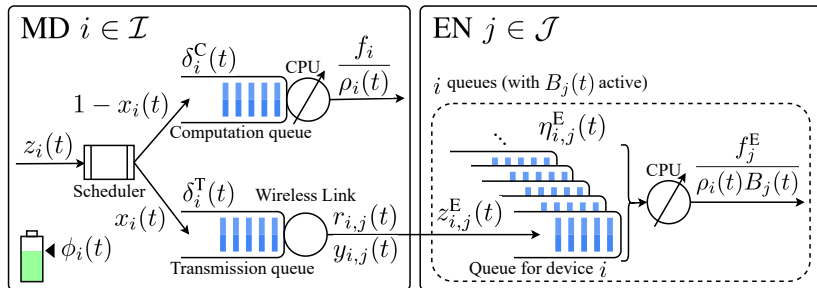 MD i ∈ I
EN j ∈ J
δ_i^C(t)
CPU
f_i / ρ_i(t)
1 − x_i(t)
Computation queue
z_i(t)
Scheduler
x_i(t)
δ_i^T(t)
Wireless Link
r_{i,j}(t)
y_{i,j}(t)
Transmission queue
ϕ_i(t)
i queues (with B_j(t) active)
η_{i,j}^E(t)
z_{i,j}^E(t)
Queue for device i
CPU
f_j^E / ρ_i(t)B_j(t)